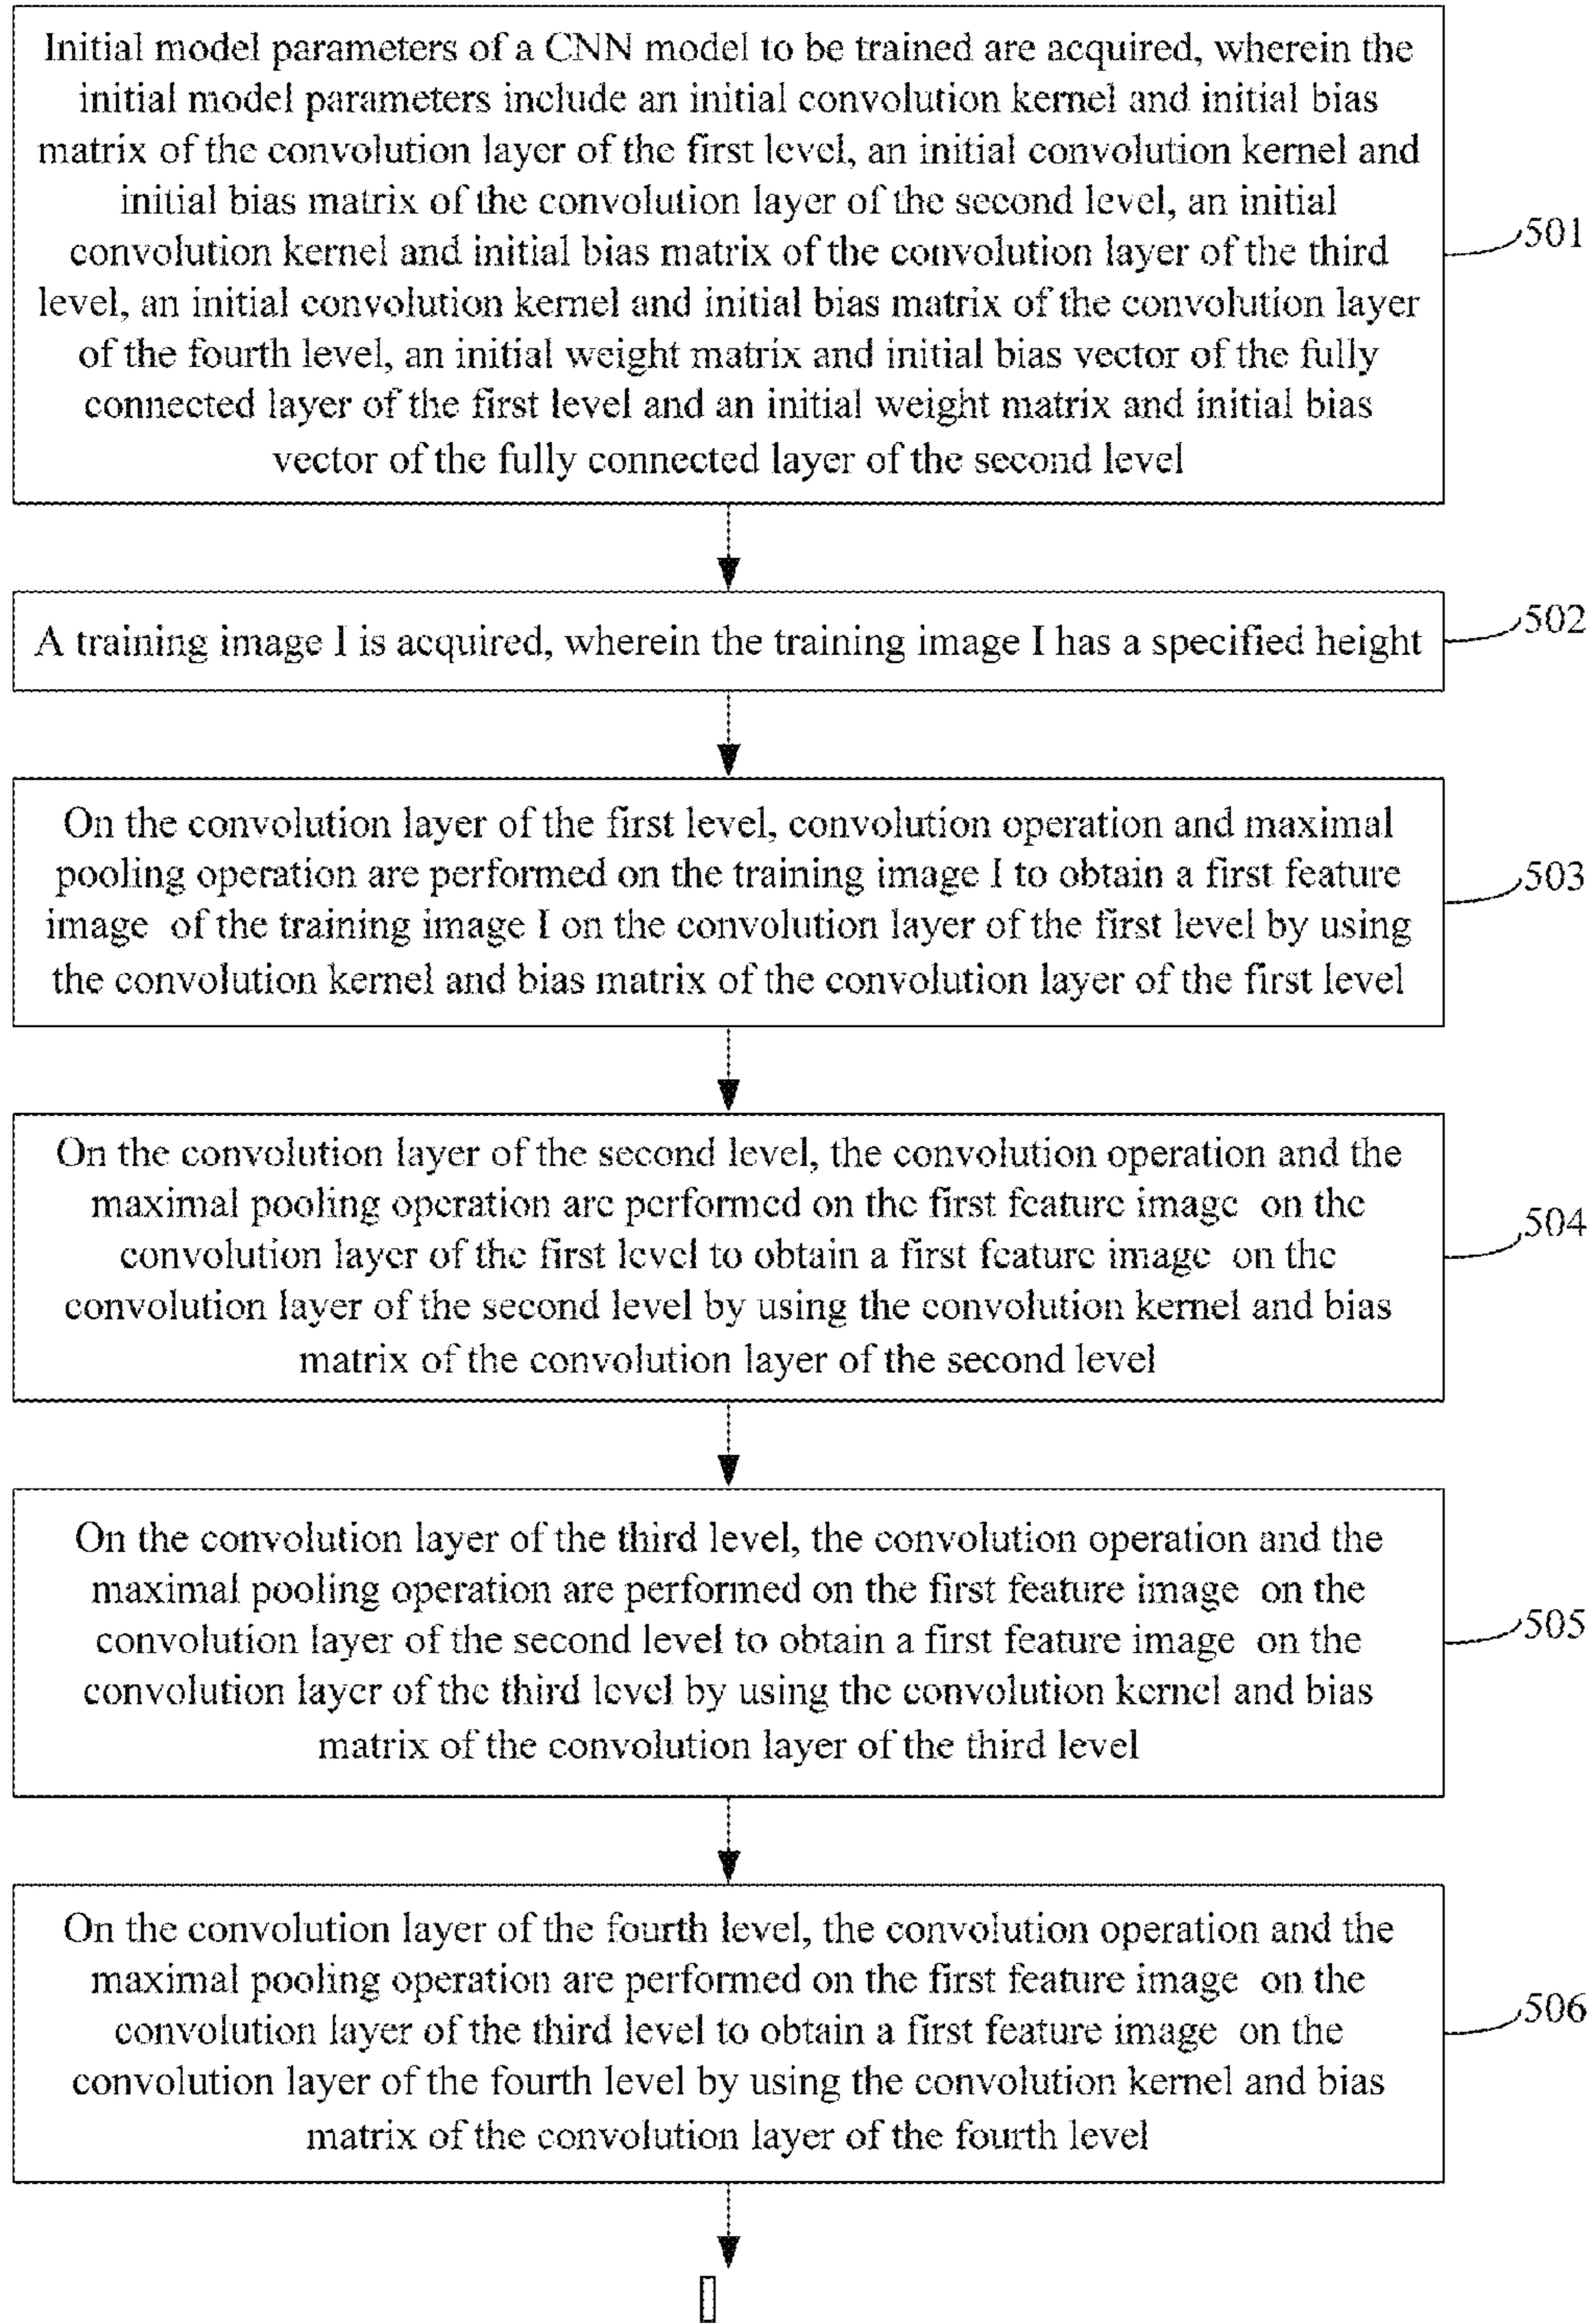 Initial model parameters of a CNN model to be trained are acquired, wherein the
initial model parameters include an initial convolution kernel and initial bias
matrix of the convolution layer of the first level, an initial convolution kernel and
initial bias matrix of the convolution layer of the second level, an initial
convolution kernel and initial bias matrix of the convolution layer of the third
level, an initial convolution kernel and initial bias matrix of the convolution layer
of the fourth level, an initial weight matrix and initial bias vector of the fully
connected layer of the first level and an initial weight matrix and initial bias
vector of the fully connected layer of the second level
501
A training image I is acquired, wherein the training image I has a specified height
502
On the convolution layer of the first level, convolution operation and maximal
pooling operation are performed on the training image I to obtain a first feature
image of the training image I on the convolution layer of the first level by using
the convolution kernel and bias matrix of the convolution layer of the first level
503
On the convolution layer of the second level, the convolution operation and the
maximal pooling operation are performed on the first feature image on the
convolution layer of the first level to obtain a first feature image on the
convolution layer of the second level by using the convolution kernel and bias
matrix of the convolution layer of the second level
504
On the convolution layer of the third level, the convolution operation and the
maximal pooling operation are performed on the first feature image on the
convolution layer of the second level to obtain a first feature image on the
convolution layer of the third level by using the convolution kernel and bias
matrix of the convolution layer of the third level
505
On the convolution layer of the fourth level, the convolution operation and the
maximal pooling operation are performed on the first feature image on the
convolution layer of the third level to obtain a first feature image on the
convolution layer of the fourth level by using the convolution kernel and bias
matrix of the convolution layer of the fourth level
506